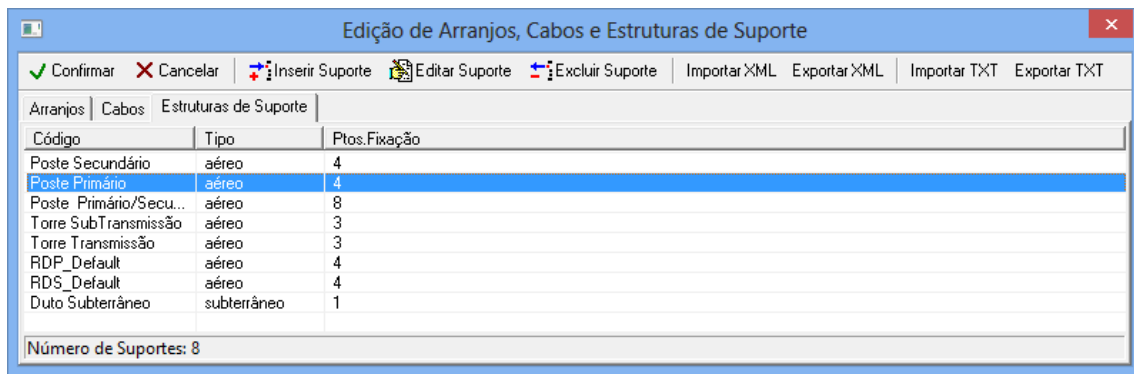 Edição de Arranjos, Cabos e Estruturas de Suporte
Confirmar Cancelar Inserir Suporte Editar Suporte Excluir Suporte Importar XML Exportar XML Importar TXT Exportar TXT
Arranjos Cabos Estruturas de Suporte
Código Tipo Ptos.Fixação
Poste Secundário aéreo 4
Poste Primário aéreo 4
Poste Primário/Secu... aéreo 8
Torre SubTransmissão aéreo 3
Torre Transmissão aéreo 3
RDP_Default aéreo 4
RDS_Default aéreo 4
Duto Subterrâneo subterrâneo 1
Número de Suportes: 8